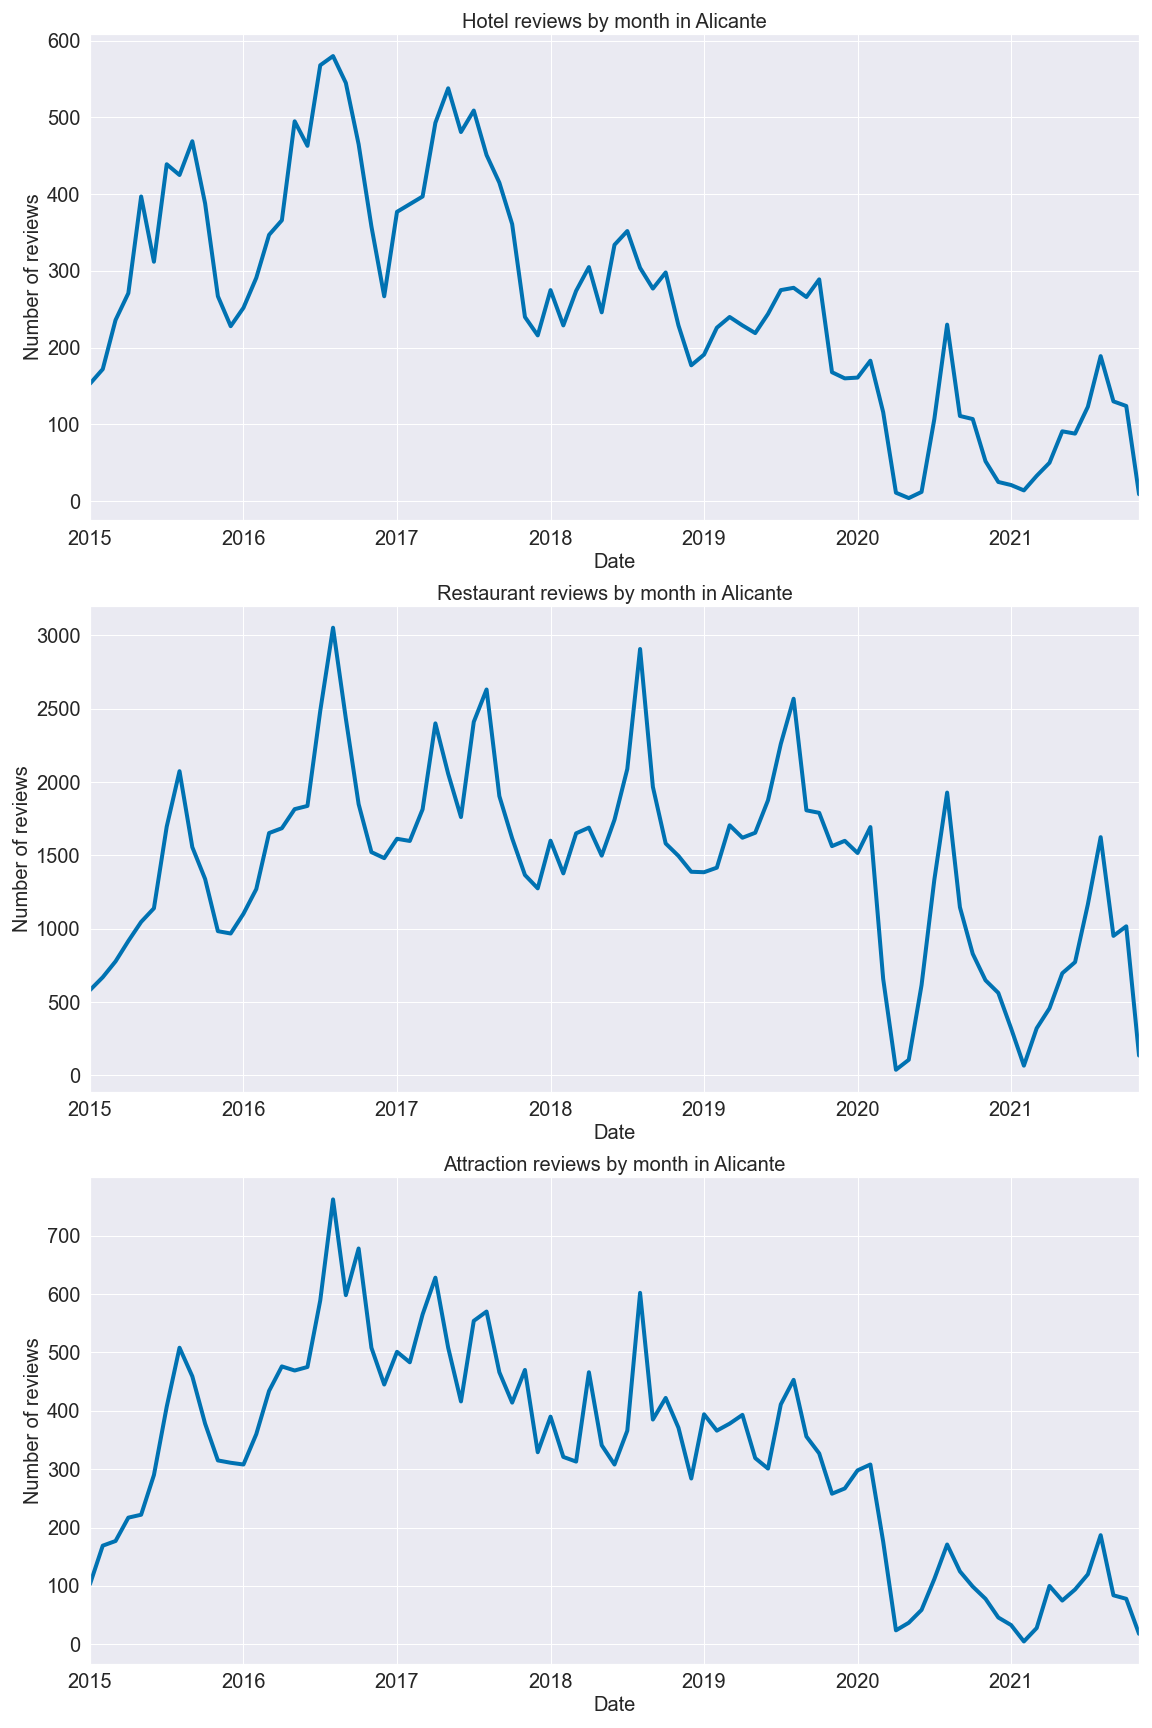 Hotel reviews by month in Alicante
600
500
400
300
200
100
0
Number of reviews
2015 2016 2017 2018 2019 2020 2021
Date
Restaurant reviews by month in Alicante
3000
2500
2000
1500
1000
500
0
Number of reviews
2015 2016 2017 2018 2019 2020 2021
Date
Attraction reviews by month in Alicante
700
600
500
400
300
200
100
0
Number of reviews
2015 2016 2017 2018 2019 2020 2021
Date